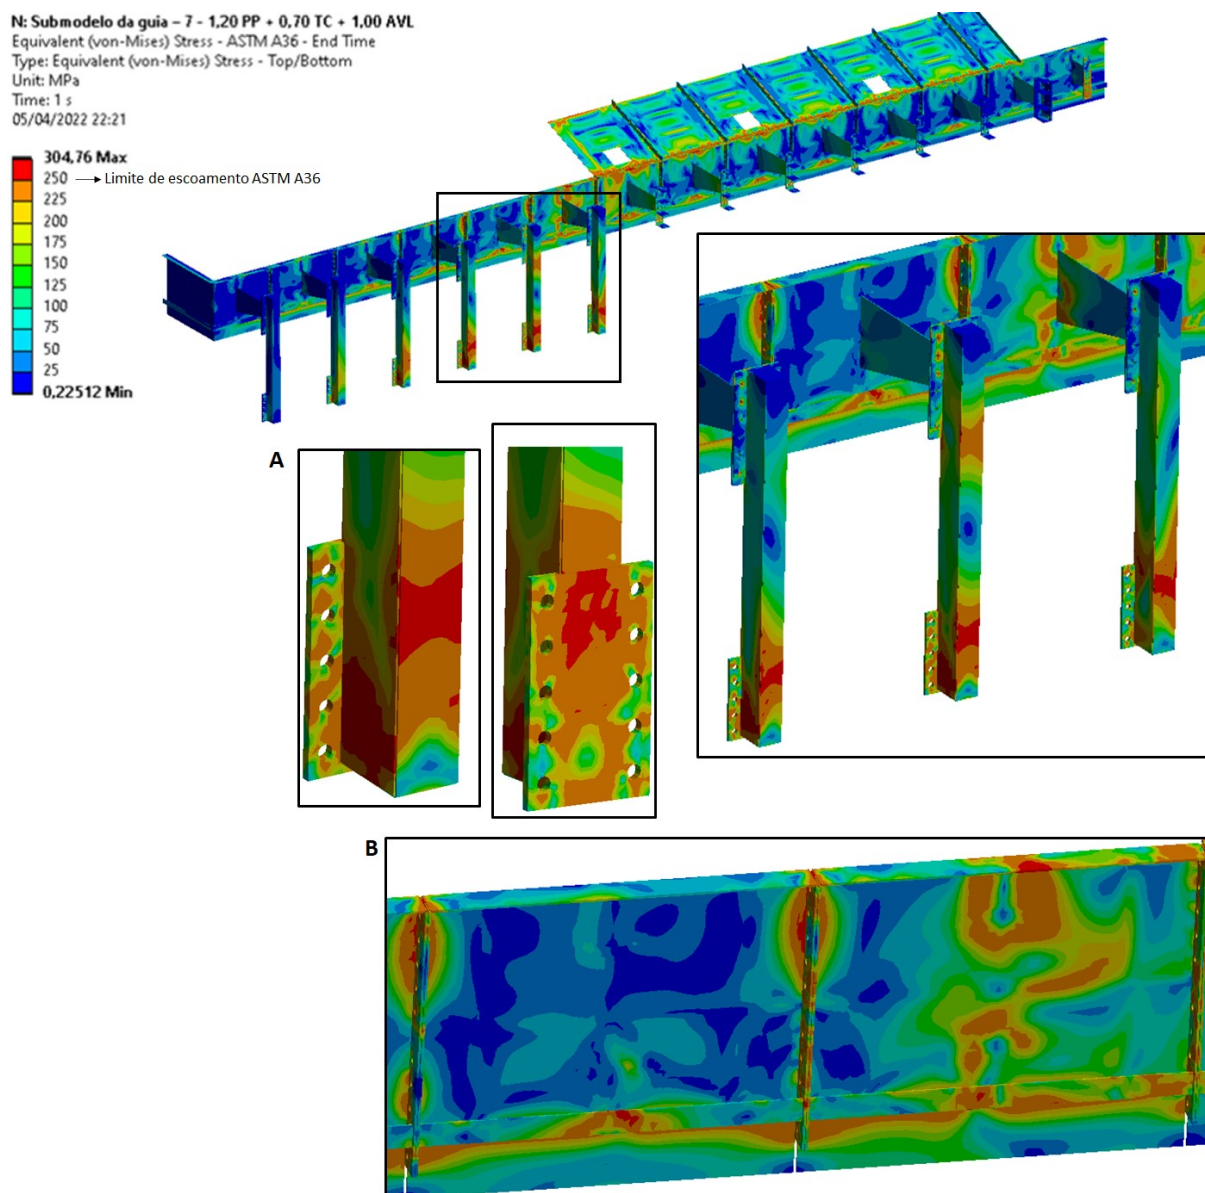 N: Submodelo da guia - 7 - 1,20 PP + 0,70 TC + 1,00 AVL
Equivalent (von-Mises) Stress - ASTM A36 - End Time
Type: Equivalent (von-Mises) Stress - Top/Bottom
Unit: MPa
Time: 1 s
05/04/2022 22:21
304,76 Max
250 → Limite de escoamento ASTM A36
225
200
175
150
125
100
75
50
25
0,22512 Min
A
B